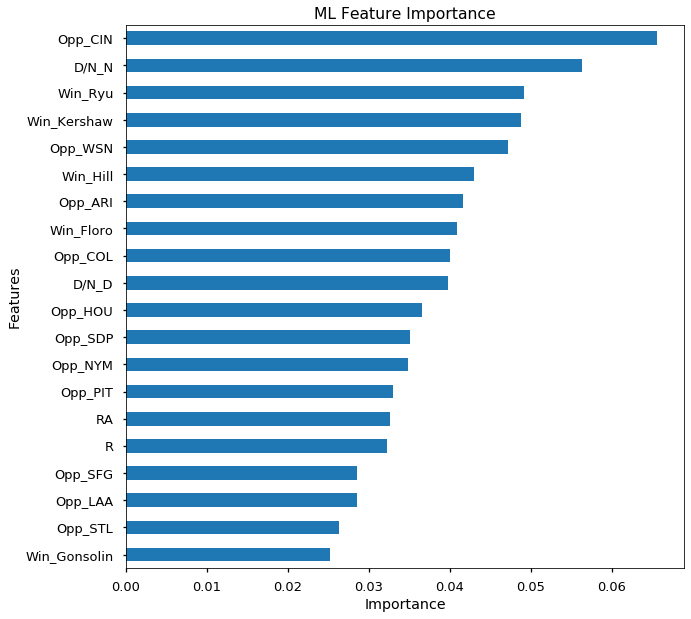 ML Feature Importance
Opp_CIN
D/N_N
Win_Ryu
Win_Kershaw
Opp_WSN
Win_Hill
Opp_ARI
Win_Floro
Opp_COL
D/N_D
Opp_HOU
Opp_SDP
Opp_NYM
Opp_PIT
RA
R
Opp_SFG
Opp_LAA
Opp_STL
Win_Gonsolin
Features
0.00 0.01 0.02 0.03 0.04 0.05 0.06
Importance